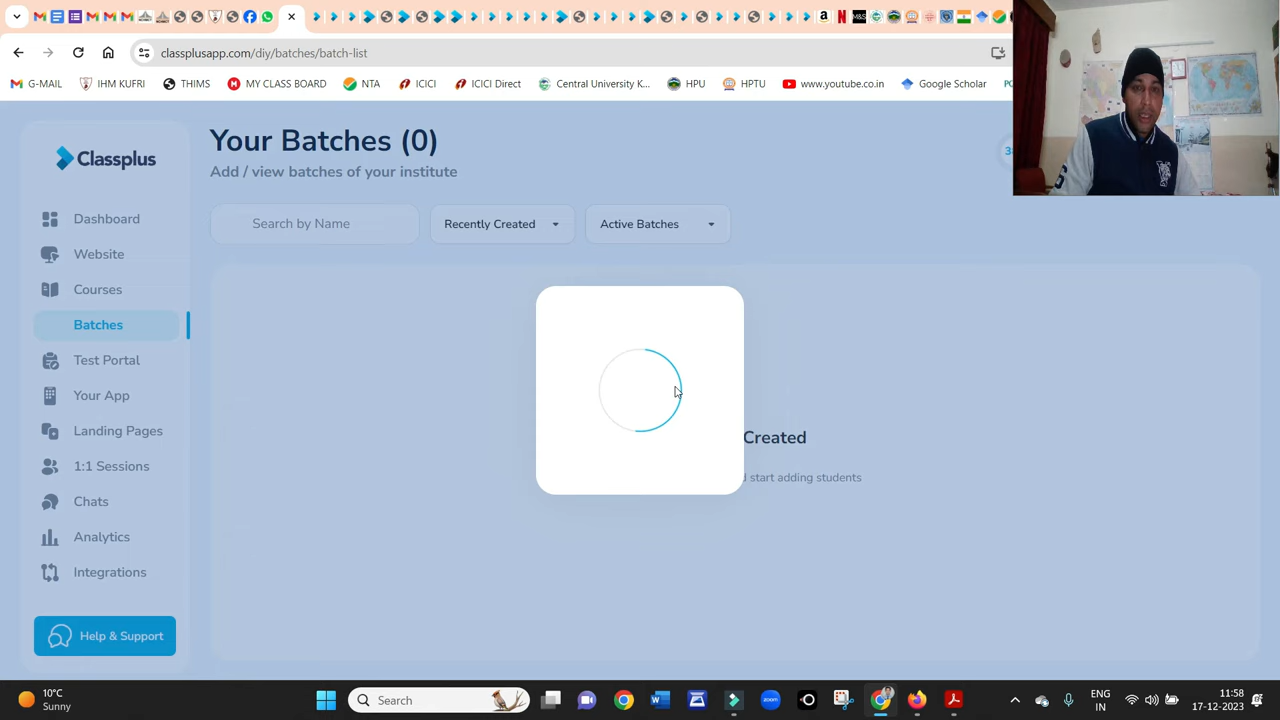 classplusapp.com/diy/batches/batch-list
G-MAIL
IHM KUFRI
THIMS
MY CLASS BOARD
NTA
ICICI
ICICI Direct
Central University K...
HPU
HPTU
www.youtube.co.in
Google Scholar
Classplus
Your Batches (0)
Add / view batches of your institute
Search by Name
Recently Created
Active Batches
Dashboard
Website
Courses
Batches
Test Portal
Your App
Landing Pages
1:1 Sessions
Chats
Analytics
Integrations
Help & Support
Created
start adding students
10°C
Sunny
Search
ENG
IN
11:58
17-12-2023